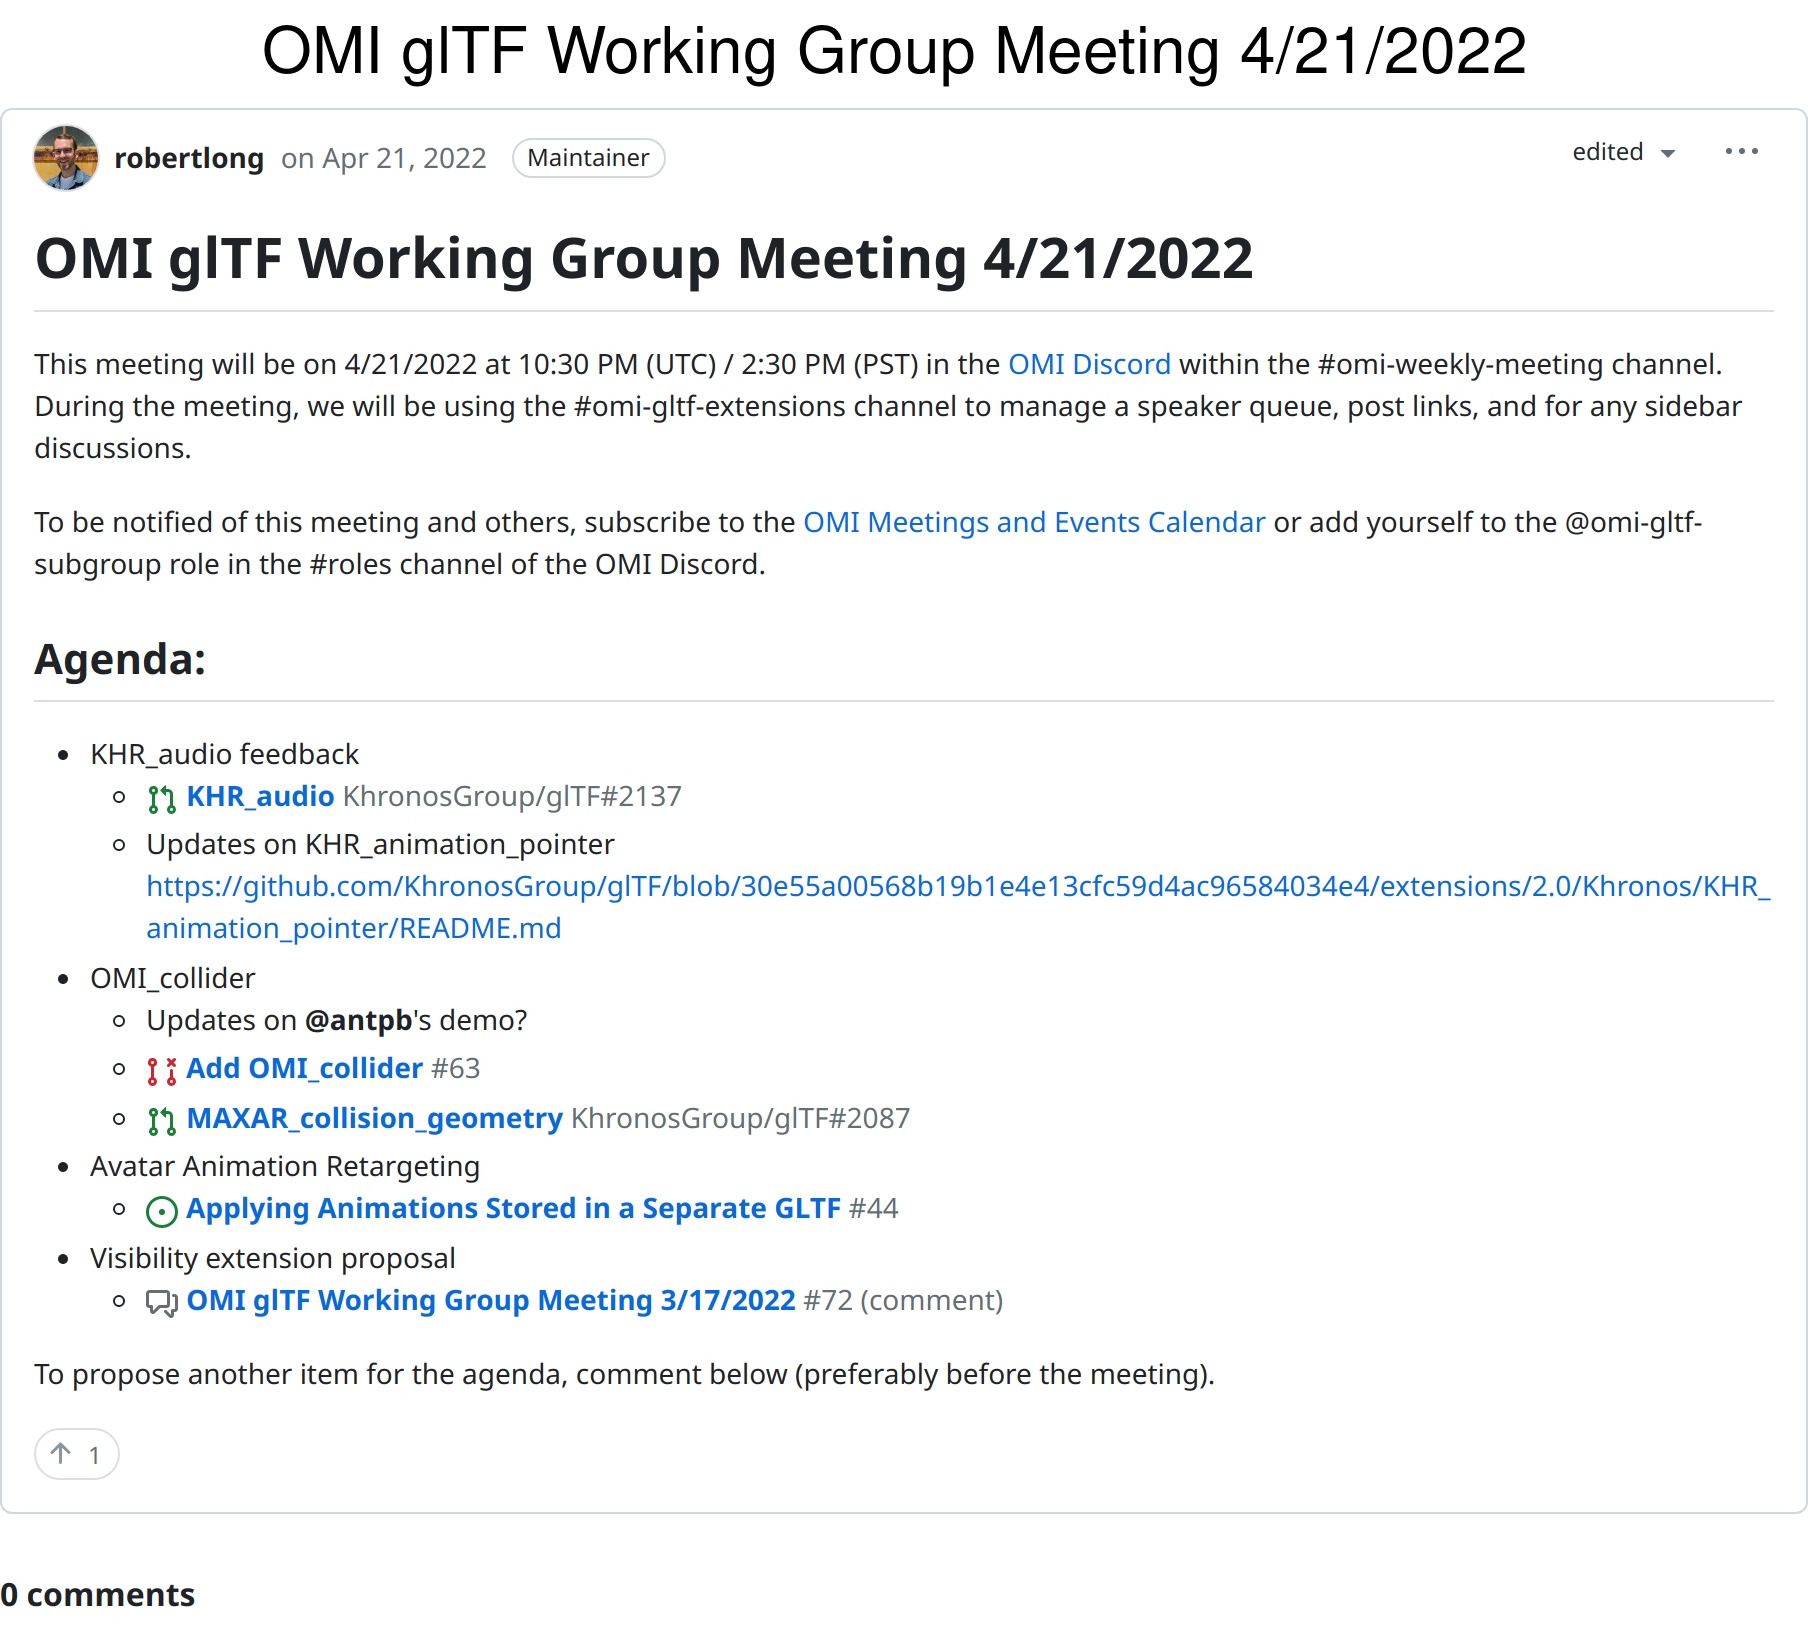 OMI glTF Working Group Meeting 4/21/2022
robertlong on Apr 21, 2022 Maintainer edited
OMI glTF Working Group Meeting 4/21/2022
This meeting will be on 4/21/2022 at 10:30 PM (UTC) / 2:30 PM (PST) in the OMI Discord within the #omi-weekly-meeting channel.
During the meeting, we will be using the #omi-gltf-extensions channel to manage a speaker queue, post links, and for any sidebar
discussions.
To be notified of this meeting and others, subscribe to the OMI Meetings and Events Calendar or add yourself to the @omi-gltf-
subgroup role in the #roles channel of the OMI Discord.
Agenda:
KHR_audio feedback
KHR_audio KhronosGroup/glTF#2137
Updates on KHR_animation_pointer
https://github.com/KhronosGroup/glTF/blob/30e55a00568b19b1e4e13cfc59d4ac96584034e4/extensions/2.0/Khronos/KHR_
animation_pointer/README.md
OMI_collider
Updates on @antpb's demo?
Add OMI_collider #63
MAXAR_collision_geometry KhronosGroup/glTF#2087
Avatar Animation Retargeting
Applying Animations Stored in a Separate GLTF #44
Visibility extension proposal
OMI glTF Working Group Meeting 3/17/2022 #72 (comment)
To propose another item for the agenda, comment below (preferably before the meeting).
1
0 comments